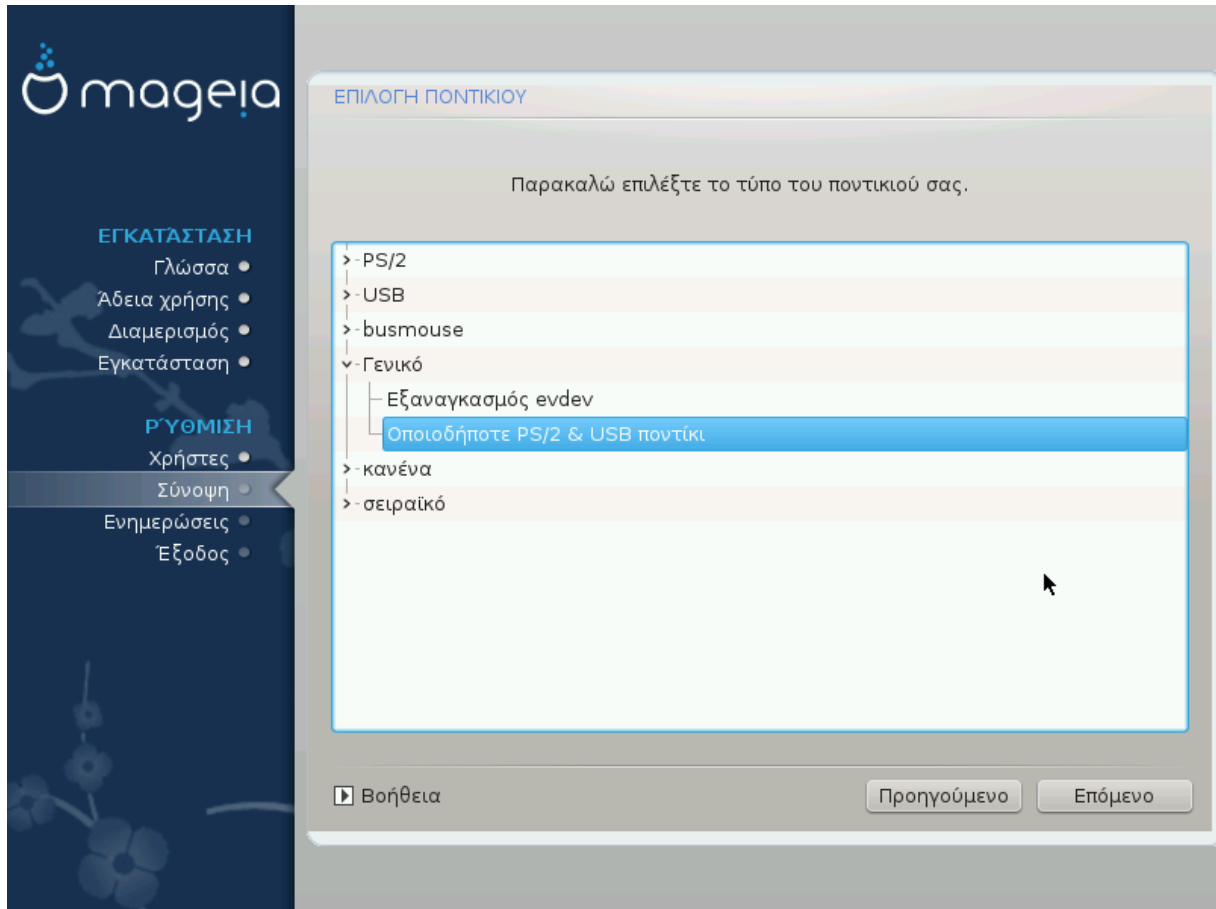 mageia
ΕΠΙΛΟΓΗ ΠΟΝΤΙΚΙΟΥ
Παρακαλώ επιλέξτε το τύπο του ποντικιού σας.
ΕΓΚΑΤΆΣΤΑΣΗ
Γλώσσα
Άδεια χρήσης
Διαμερισμός
Εγκατάσταση
ΡΎΘΜΙΣΗ
Χρήστες
Σύνοψη
Ενημερώσεις
Έξοδος
PS/2
USB
busmouse
Γενικό
Εξαναγκασμός evdev
Οποιοδήποτε PS/2 & USB ποντίκι
κανένα
σειραϊκό
Βοήθεια
Προηγούμενο
Επόμενο